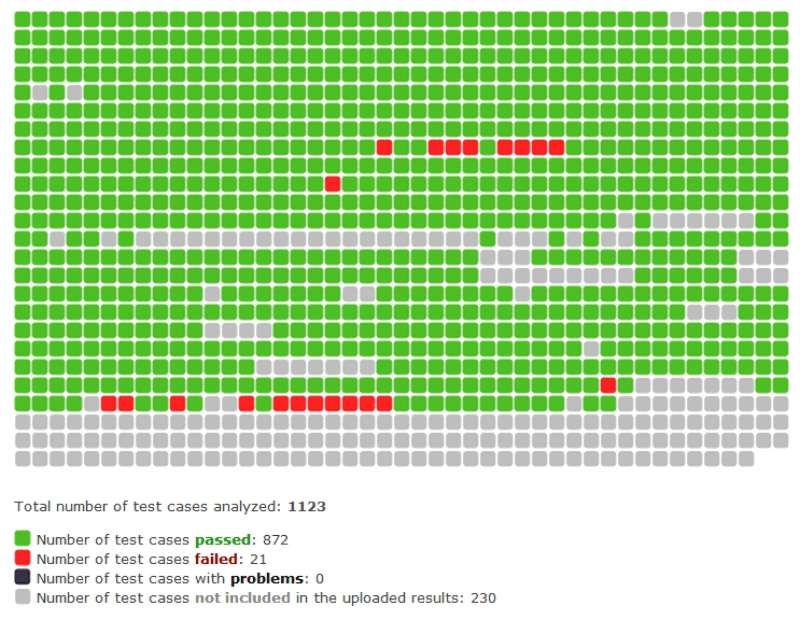 Total number of test cases analyzed: 1123
Number of test cases passed: 872
Number of test cases failed: 21
Number of test cases with problems: 0
Number of test cases not included in the uploaded results: 230